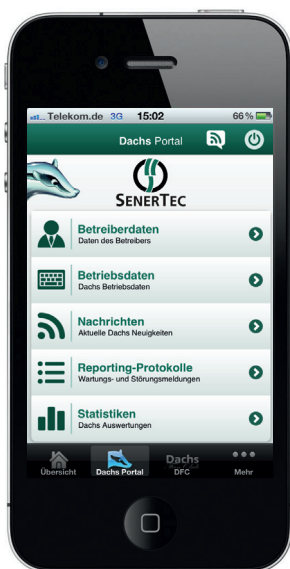 Telekom.de 3G 15:02 66 %
Dachs Portal
SENERTEC
Betreiberdaten
Daten des Betreibers
Betriebsdaten
Dachs Betriebsdaten
Nachrichten
Aktuelle Dachs Neuigkeiten
Reporting-Protokolle
Wartungs- und Störungsmeldungen
Statistiken
Dachs Auswertungen
Dachs
Übersicht Dachs Portal DFC Mehr